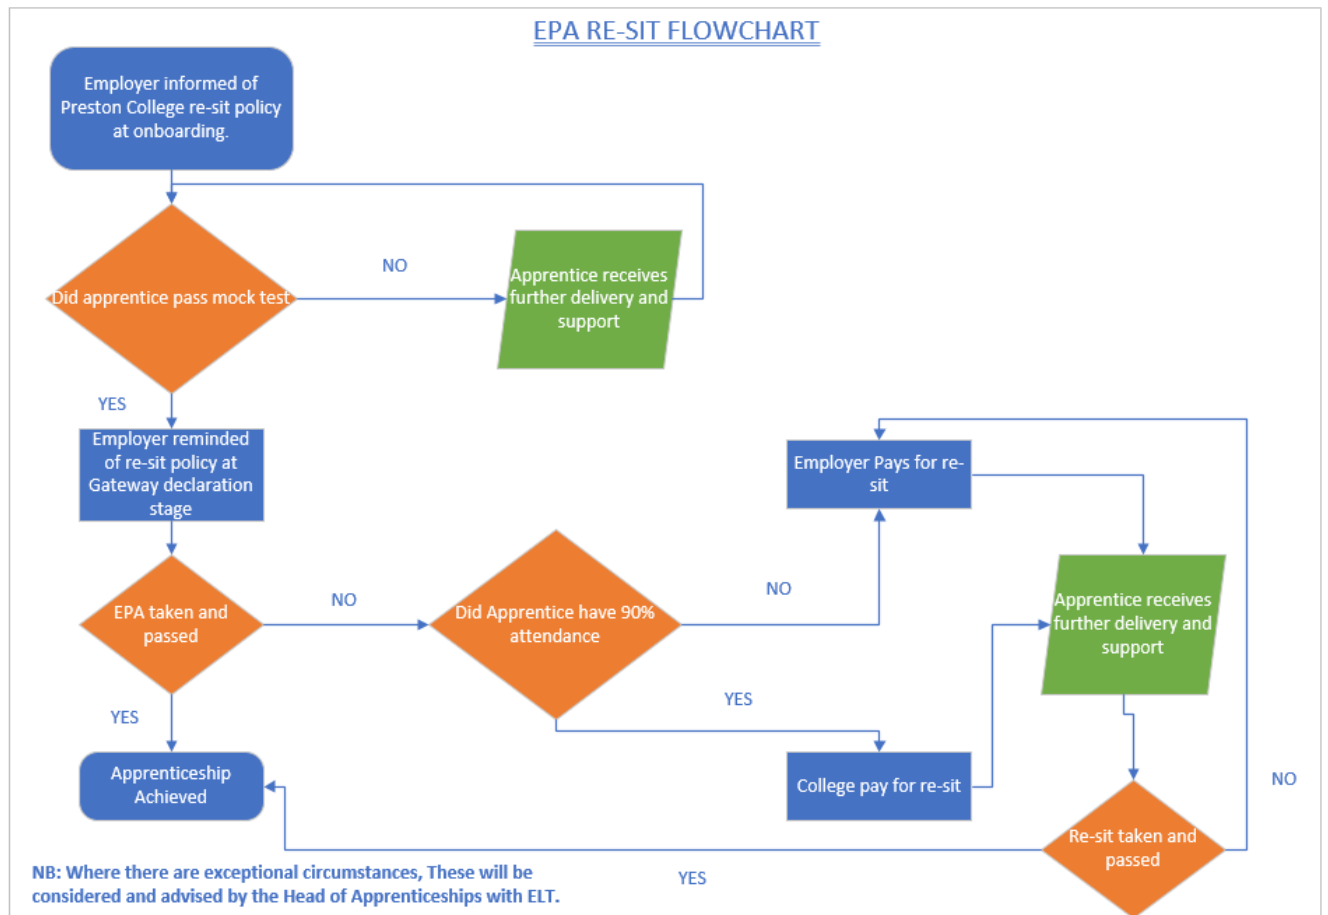 EPA RE-SIT FLOWCHART
Employer informed of
Preston College re-sit policy
at onboarding.
Did apprentice pass mock test
NO
Apprentice receives
further delivery and
support
YES
Employer reminded
of re-sit policy at
Gateway declaration
stage
EPA taken and
passed
NO
Did Apprentice have 90%
attendance
NO
Employer Pays for re-
sit
YES
College pay for re-sit
Apprentice receives
further delivery and
support
Re-sit taken and
passed
NO
YES
YES
Apprenticeship
Achieved
NB: Where there are exceptional circumstances, These will be
considered and advised by the Head of Apprenticeships with ELT.